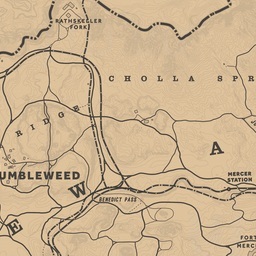 RATHSKELLER
FORK
CHOLLA SPR
RIDGE
A
UMBLEWEED
MERCER
STATION
W
BENEDICT PASS
E
FORT
MERC